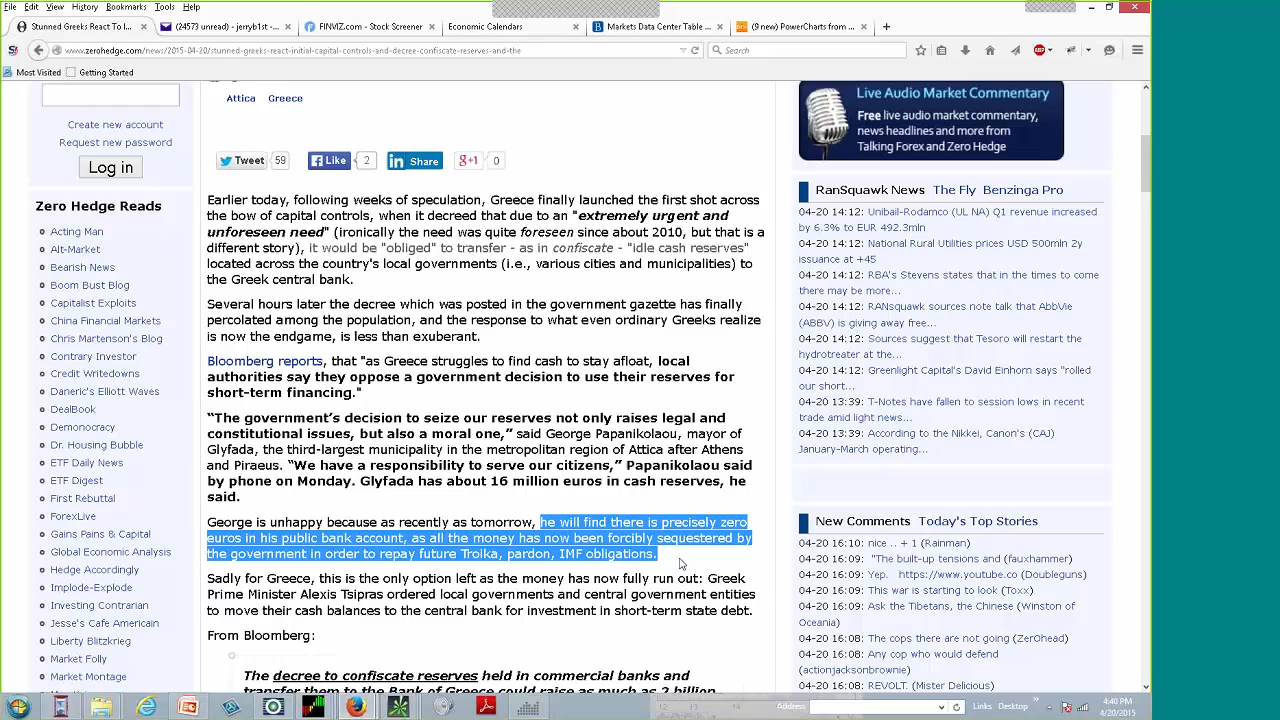 File Edit View History Bookmarks Tools Help
Stunned Greeks React To I...
(24573 unread) - jerryb1st -...
FINVIZ.com - Stock Screener
Economic Calendars
Markets Data Center Table ...
(9 new) PowerCharts from ...
www.zerohedge.com/news/2015-04-20/stunned-greeks-react-initial-capital-controls-and-decree-confiscate-reserves-and-the
Search
Most Visited Getting Started
Create new account
Request new password
Log in
Zero Hedge Reads
Acting Man
Alt-Market
Bearish News
Boom Bust Blog
Capitalist Exploits
China Financial Markets
Chris Martenson's Blog
Contrary Investor
Credit Writedowns
Daneric's Elliott Waves
DealBook
Demonocracy
Dr. Housing Bubble
ETF Daily News
ETF Digest
First Rebuttal
ForexLive
Gains Pains & Capital
Global Economic Analysis
Hedge Accordingly
Implode-Explode
Investing Contrarian
Jesse's Cafe Americain
Liberty Blitzkrieg
Market Folly
Market Montage
Attica Greece
Tweet 59
Like 2
Share
g+1 0
Earlier today, following weeks of speculation, Greece finally launched the first shot across
the bow of capital controls, when it decreed that due to an "extremely urgent and
unforeseen need" (ironically the need was quite foreseen since about 2010, but that is a
different story), it would be "obliged" to transfer - as in confiscate - "idle cash reserves"
located across the country's local governments (i.e., various cities and municipalities) to
the Greek central bank.
Several hours later the decree which was posted in the government gazette has finally
percolated among the population, and the response to what even ordinary Greeks realize
is now the endgame, is less than exuberant.
Bloomberg reports, that "as Greece struggles to find cash to stay afloat, local
authorities say they oppose a government decision to use their reserves for
short-term financing."
“The government’s decision to seize our reserves not only raises legal and
constitutional issues, but also a moral one,” said George Papanikolaou, mayor of
Glyfada, the third-largest municipality in the metropolitan region of Attica after Athens
and Piraeus. “We have a responsibility to serve our citizens,” Papanikolaou said
by phone on Monday. Glyfada has about 16 million euros in cash reserves, he
said.
George is unhappy because as recently as tomorrow, he will find there is precisely zero
euros in his public bank account, as all the money has now been forcibly sequestered by
the government in order to repay future Troika, pardon, IMF obligations.
Sadly for Greece, this is the only option left as the money has now fully run out: Greek
Prime Minister Alexis Tsipras ordered local governments and central government entities
to move their cash balances to the central bank for investment in short-term state debt.
From Bloomberg:
The decree to confiscate reserves held in commercial banks and
transfer them to the Bank of Greece could raise as much as 2 billion
Live Audio Market Commentary
Free live audio market commentary,
news headlines and more from
Talking Forex and Zero Hedge
RanSquawk News The Fly Benzinga Pro
04-20 14:12: Unibail-Rodamco (UL NA) Q1 revenue increased
by 6.3% to EUR 492.3mln
04-20 14:12: National Rural Utilities prices USD 500mln 2y
issuance at +45
04-20 14:12: RBA's Stevens states that in the times to come
there may be more...
04-20 14:12: RANsquawk sources note talk that AbbVie
(ABBV) is giving away free...
04-20 14:12: Sources suggest that Tesoro will restart the
hydrotreater at the...
04-20 14:12: Greenlight Capital's David Einhorn says "rolled
our short...
04-20 13:39: T-Notes have fallen to session lows in recent
trade amid light news...
04-20 13:39: According to the Nikkei, Canon's (CAJ)
January-March operating...
New Comments Today's Top Stories
04-20 16:10: nice .. + 1 (Rainman)
04-20 16:09: "The built-up tensions and (fauxhammer)
04-20 16:09: Yep. https://www.youtube.co (Doubleguns)
04-20 16:09: This war is starting to look (Toxx)
04-20 16:09: Ask the Tibetans, the Chinese (Winston of
Oceania)
04-20 16:08: The cops there are not going (ZerOhead)
04-20 16:08: Any cop who would defend
(actionjacksonbrownie)
04-20 16:08: REVOLT. (Mister Delicious)
12 13 14
Address
Links Desktop
4:40 PM
4/20/2015